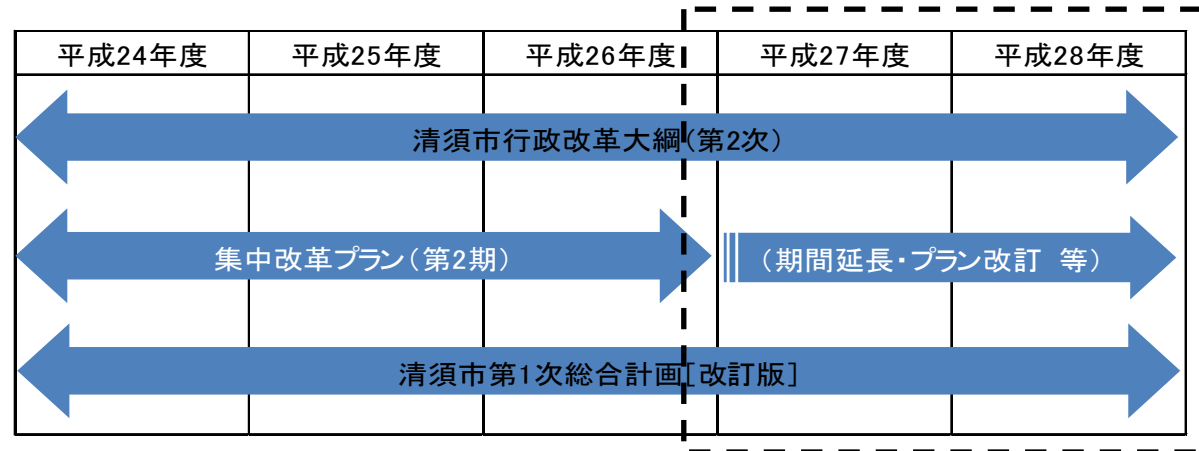 平成24年度 平成25年度 平成26年度 平成27年度 平成28年度
清須市行政改革大綱(第2次)
集中改革プラン(第2期) (期間延長・プラン改訂 等)
清須市第1次総合計画[改訂版]